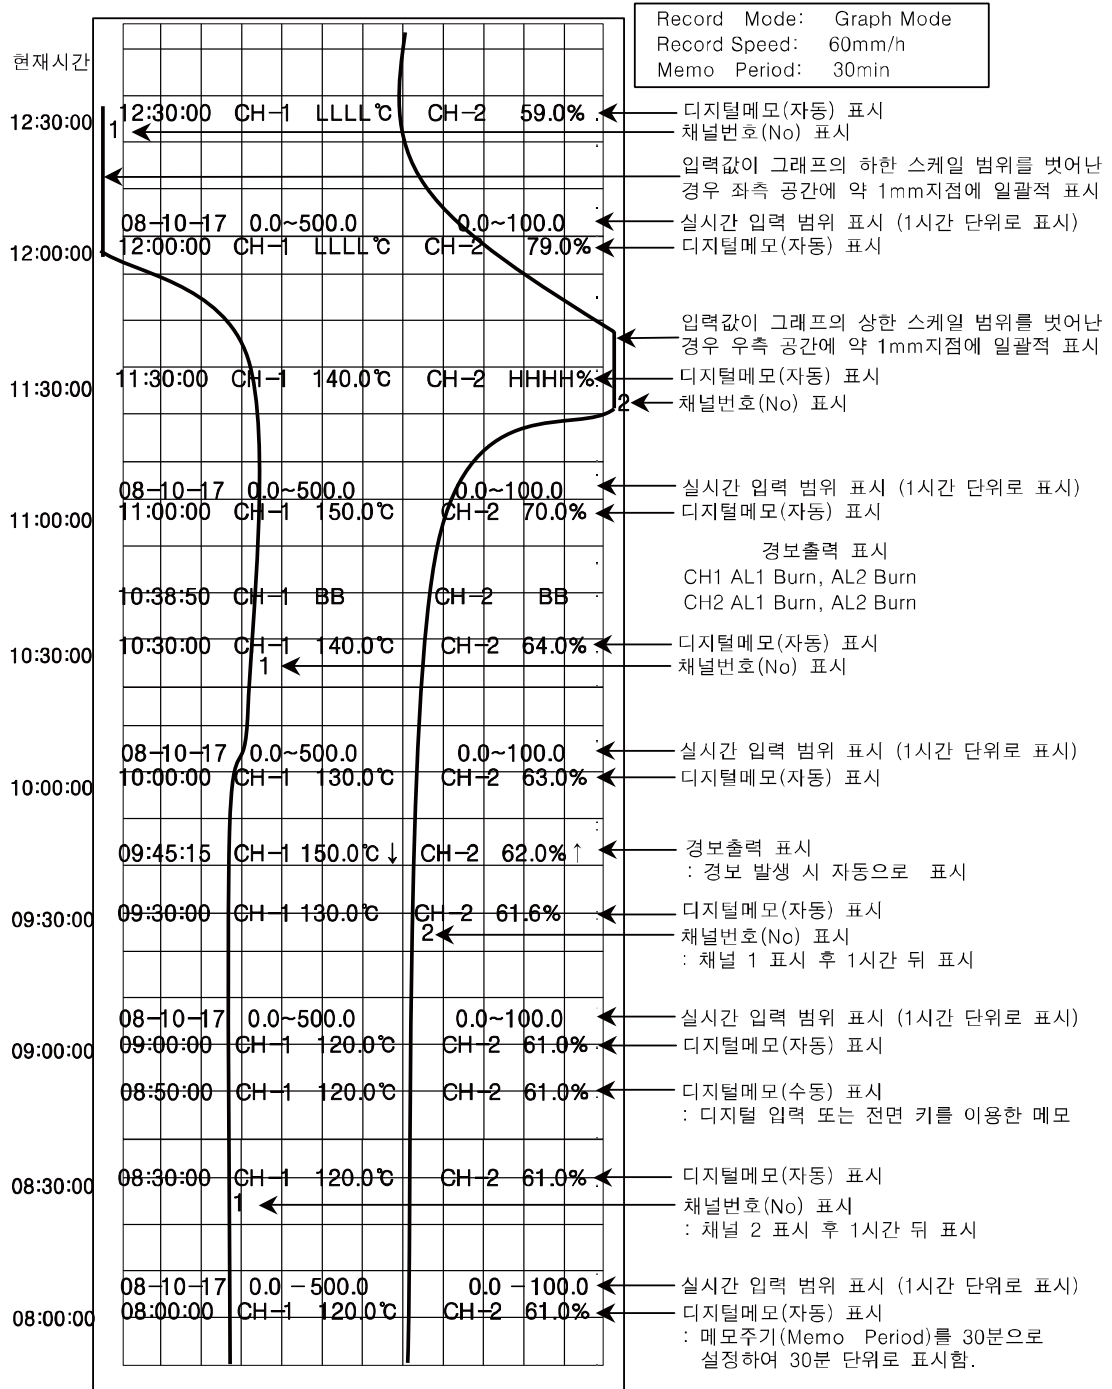 Record Mode: Graph Mode
Record Speed: 60mm/h
Memo Period: 30min
현재시간
12:30:00
12:30:00 CH-1 LLLL℃ CH-2 59.0%
디지털메모(자동) 표시
1
채널번호(No) 표시
입력값이 그래프의 하한 스케일 범위를 벗어난
경우 좌측 공간에 약 1mm지점에 일괄적 표시
08-10-17 0.0~500.0 0.0~100.0
실시간 입력 범위 표시 (1시간 단위로 표시)
12:00:00
12:00:00 CH-1 LLLL℃ CH-2 79.0%
디지털메모(자동) 표시
입력값이 그래프의 상한 스케일 범위를 벗어난
경우 우측 공간에 약 1mm지점에 일괄적 표시
11:30:00
11:30:00 CH-1 140.0℃ CH-2 HHHH%
디지털메모(자동) 표시
2
채널번호(No) 표시
08-10-17 0.0~500.0 0.0~100.0
실시간 입력 범위 표시 (1시간 단위로 표시)
11:00:00
11:00:00 CH-1 150.0℃ CH-2 70.0%
디지털메모(자동) 표시
경보출력 표시
CH1 AL1 Burn, AL2 Burn
CH2 AL1 Burn, AL2 Burn
10:38:50 CH-1 BB CH-2 BB
10:30:00
10:30:00 CH-1 140.0℃ CH-2 64.0%
디지털메모(자동) 표시
1
채널번호(No) 표시
08-10-17 0.0~500.0 0.0~100.0
실시간 입력 범위 표시 (1시간 단위로 표시)
10:00:00
10:00:00 CH-1 130.0℃ CH-2 63.0%
디지털메모(자동) 표시
09:45:15 CH-1 150.0℃ ↓ CH-2 62.0% ↑
경보출력 표시
: 경보 발생 시 자동으로 표시
09:30:00
09:30:00 CH-1 130.0℃ CH-2 61.6%
디지털메모(자동) 표시
2
채널번호(No) 표시
: 채널 1 표시 후 1시간 뒤 표시
08-10-17 0.0~500.0 0.0~100.0
실시간 입력 범위 표시 (1시간 단위로 표시)
09:00:00
09:00:00 CH-1 120.0℃ CH-2 61.0%
디지털메모(자동) 표시
08:50:00 CH-1 120.0℃ CH-2 61.0%
디지털메모(수동) 표시
: 디지털 입력 또는 전면 키를 이용한 메모
08:30:00
08:30:00 CH-1 120.0℃ CH-2 61.0%
디지털메모(자동) 표시
1
채널번호(No) 표시
: 채널 2 표시 후 1시간 뒤 표시
08-10-17 0.0 - 500.0 0.0 - 100.0
실시간 입력 범위 표시 (1시간 단위로 표시)
08:00:00
08:00:00 CH-1 120.0℃ CH-2 61.0%
디지털메모(자동) 표시
: 메모주기(Memo Period)를 30분으로
설정하여 30분 단위로 표시함.